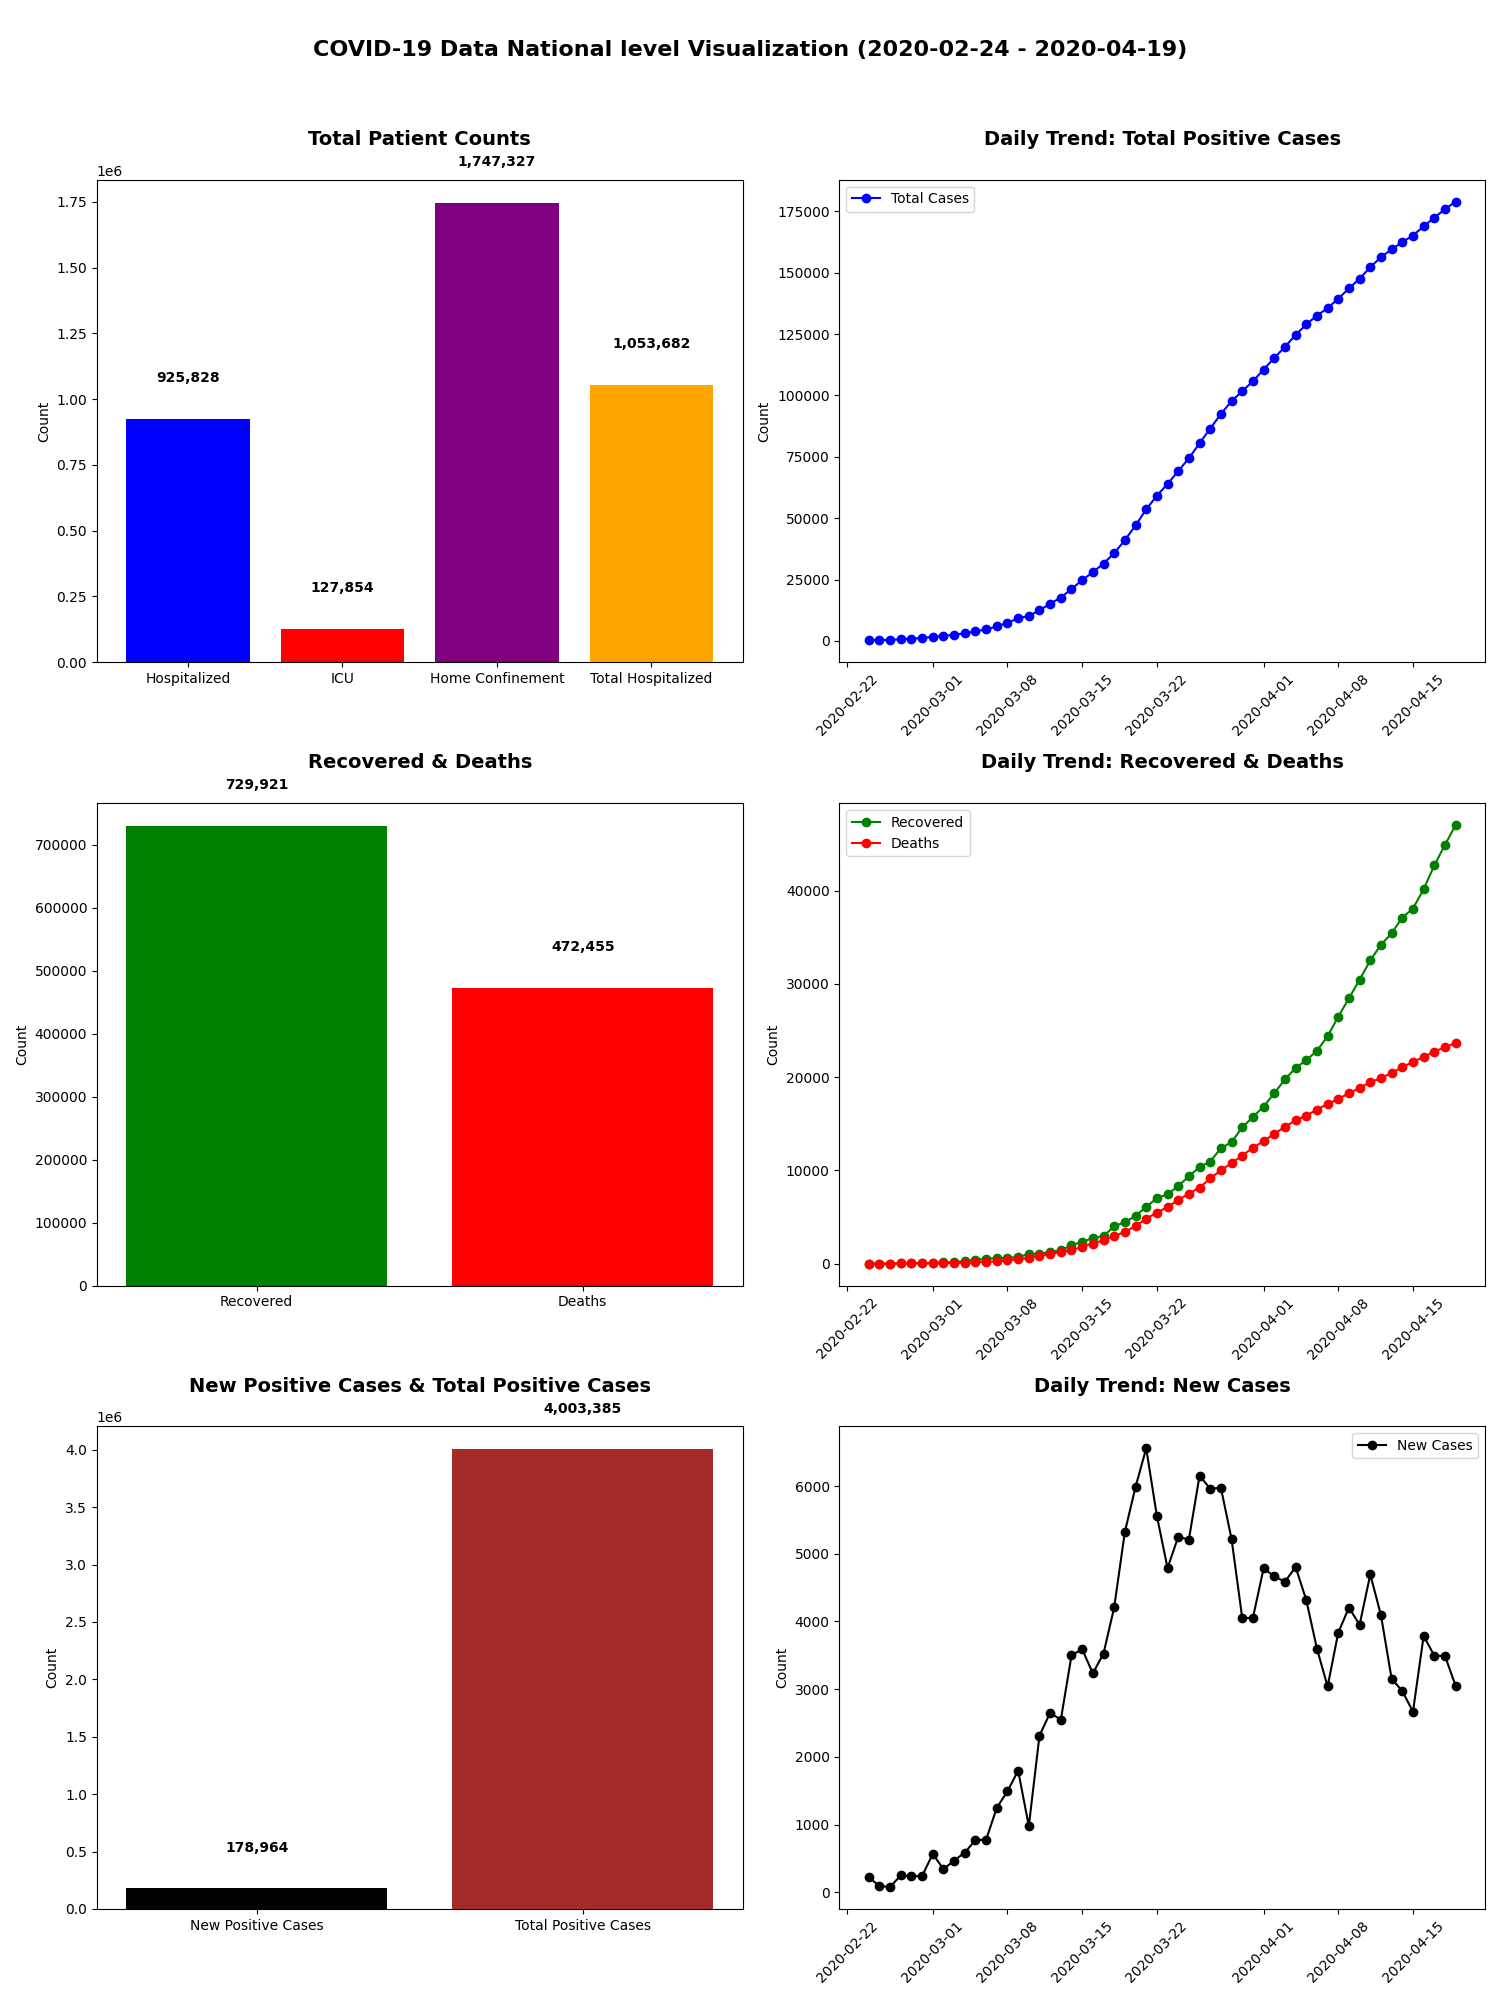 COVID-19 Data National level Visualization (2020-02-24 - 2020-04-19)
Total Patient Counts
1e6
1,747,327
1,053,682
925,828
127,854
1.75
1.50
1.25
1.00
0.75
0.50
0.25
0.00
Count
Hospitalized
ICU
Home Confinement
Total Hospitalized
Daily Trend: Total Positive Cases
Total Cases
175000
150000
125000
100000
75000
50000
25000
0
Count
2020-02-22
2020-03-01
2020-03-08
2020-03-15
2020-03-22
2020-04-01
2020-04-08
2020-04-15
Recovered & Deaths
729,921
472,455
700000
600000
500000
400000
300000
200000
100000
0
Count
Recovered
Deaths
Daily Trend: Recovered & Deaths
Recovered
Deaths
40000
30000
20000
10000
0
Count
2020-02-22
2020-03-01
2020-03-08
2020-03-15
2020-03-22
2020-04-01
2020-04-08
2020-04-15
New Positive Cases & Total Positive Cases
1e6
4,003,385
178,964
4.0
3.5
3.0
2.5
2.0
1.5
1.0
0.5
0.0
Count
New Positive Cases
Total Positive Cases
Daily Trend: New Cases
New Cases
6000
5000
4000
3000
2000
1000
0
Count
2020-02-22
2020-03-01
2020-03-08
2020-03-15
2020-03-22
2020-04-01
2020-04-08
2020-04-15